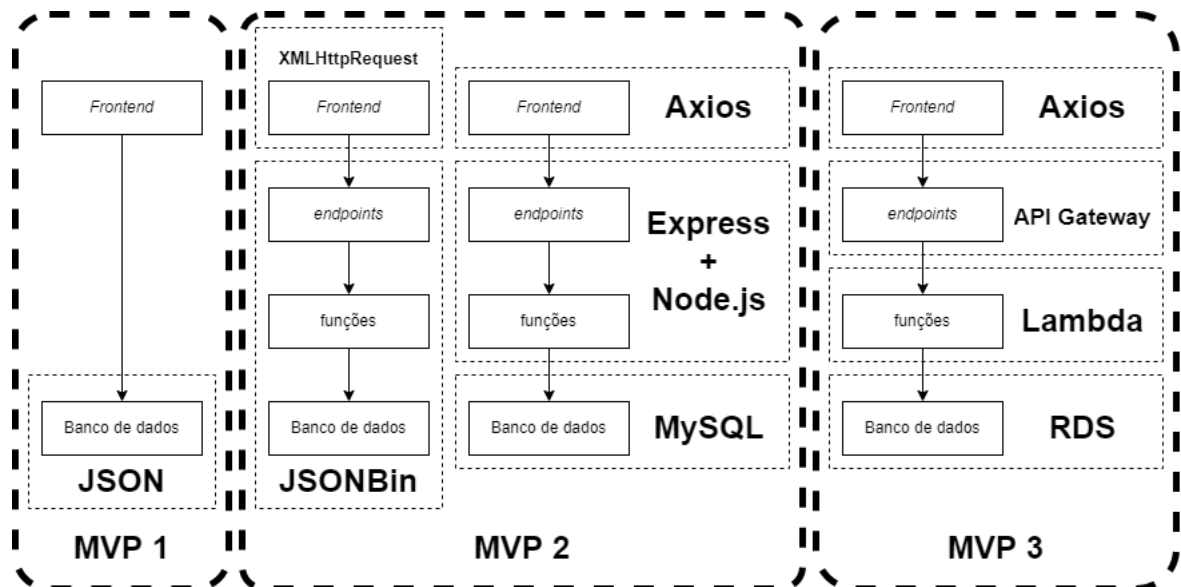 XMLHttpRequest
Frontend
Frontend
Axios
Frontend
Axios
endpoints
endpoints
Express
+
Node.js
endpoints
API Gateway
funções
funções
funções
Lambda
Banco de dados
JSON
Banco de dados
JSONBin
Banco de dados
MySQL
Banco de dados
RDS
Frontend
MVP 1
MVP 2
MVP 3